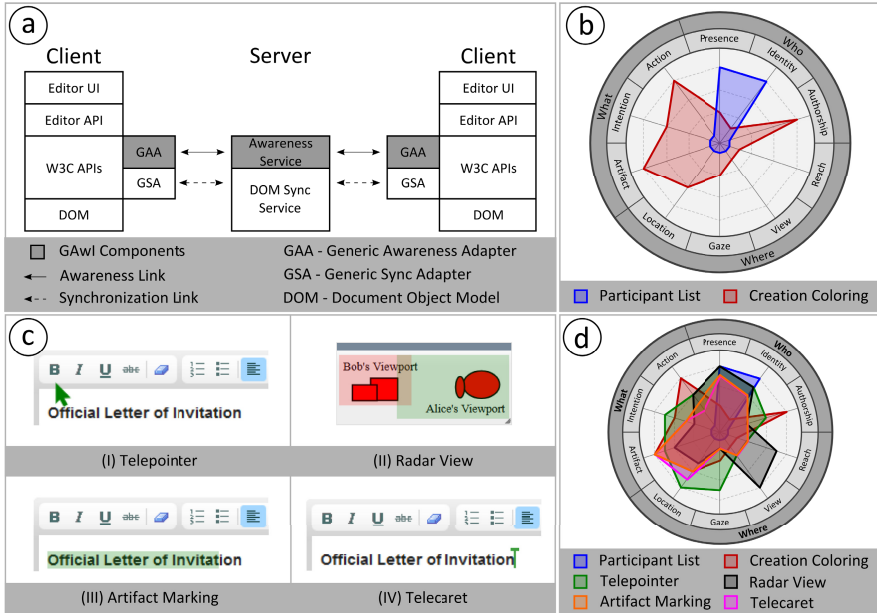 a
Client
Server
Client
Editor UI
Editor API
W3C APIs
DOM
GAA
GSA
Awareness
Service
DOM Sync
Service
GAA
GSA
Editor UI
Editor API
W3C APIs
DOM
GAwI Components
Awareness Link
Synchronization Link
GAA - Generic Awareness Adapter
GSA - Generic Sync Adapter
DOM - Document Object Model
b
Who
What
Where
Presence
Identity
Authorship
Reach
View
Gaze
Location
Artifact
Intention
Action
Participant List
Creation Coloring
c
B I U abc
Official Letter of Invitation
(I) Telepointer
Bob's Viewport
Alice's Viewport
(II) Radar View
B I U abc
Official Letter of Invitation
(III) Artifact Marking
B I U abc
Official Letter of Invitation
(IV) Telecaret
d
Who
What
Where
Presence
Identity
Authorship
Reach
View
Gaze
Location
Artifact
Intention
Action
Participant List
Creation Coloring
Telepointer
Radar View
Artifact Marking
Telecaret